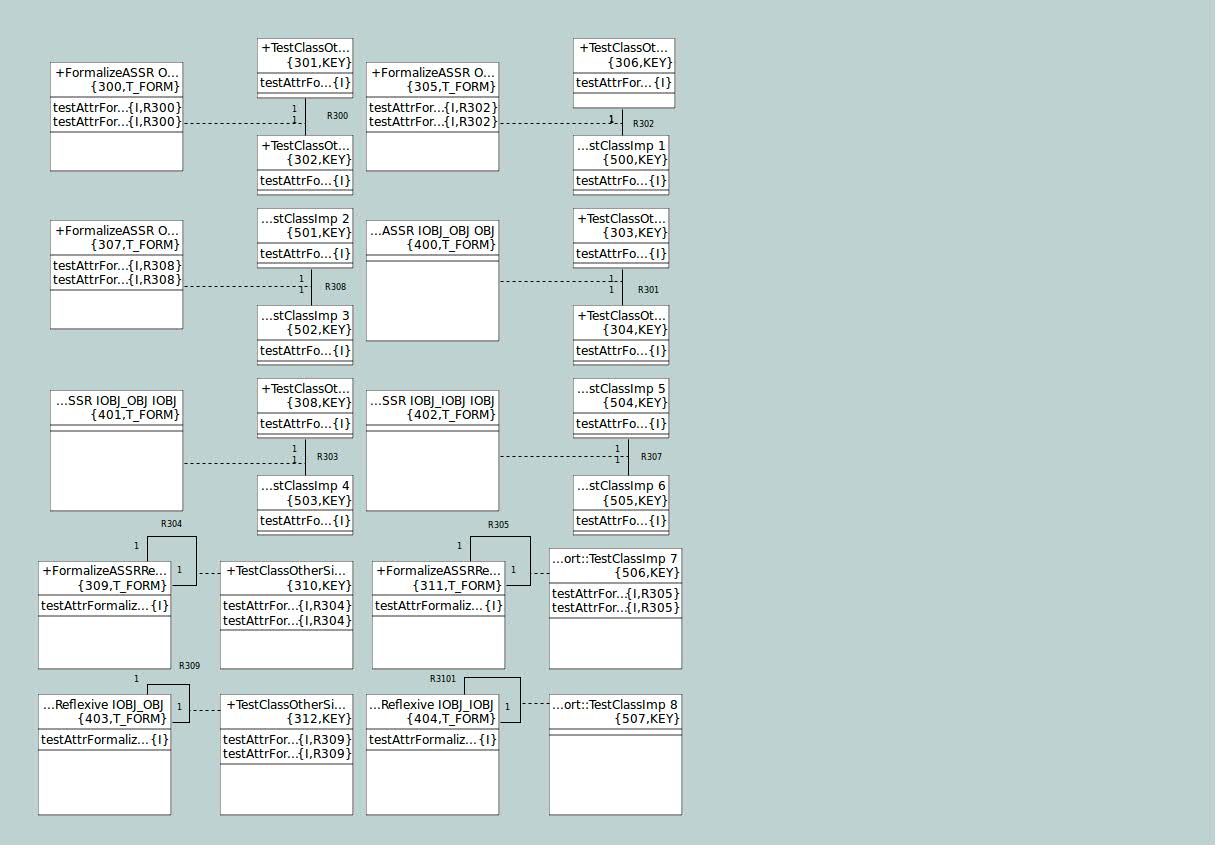 +FormalizeASSR O...
{300,T_FORM}
testAttrFor...{I,R300}
testAttrFor...{I,R300}
+TestClassOt...
{301,KEY}
testAttrFo...{I}
1
1
R300
+TestClassOt...
{302,KEY}
testAttrFo...{I}
+FormalizeASSR O...
{305,T_FORM}
testAttrFor...{I,R302}
testAttrFor...{I,R302}
+TestClassOt...
{306,KEY}
testAttrFor...{I}
1
1
R302
...stClassImp 1
{500,KEY}
testAttrFo...{I}
+FormalizeASSR O...
{307,T_FORM}
testAttrFor...{I,R308}
testAttrFor...{I,R308}
...stClassImp 2
{501,KEY}
testAttrFo...{I}
1
1
R308
...stClassImp 3
{502,KEY}
testAttrFo...{I}
...ASSR IOBJ_OBJ OBJ
{400,T_FORM}
+TestClassOt...
{303,KEY}
testAttrFo...{I}
1
1
R301
+TestClassOt...
{304,KEY}
testAttrFo...{I}
...SSR IOBJ_OBJ IOBJ
{401,T_FORM}
+TestClassOt...
{308,KEY}
testAttrFo...{I}
1
1
R303
...stClassImp 4
{503,KEY}
testAttrFo...{I}
...SSR IOBJ_IOBJ IOBJ
{402,T_FORM}
...stClassImp 5
{504,KEY}
testAttrFo...{I}
1
1
R307
...stClassImp 6
{505,KEY}
testAttrFo...{I}
R304
1
1
+FormalizeASSRRe...
{309,T_FORM}
testAttrFormaliz...{I}
+TestClassOtherSi...
{310,KEY}
testAttrFor...{I,R304}
testAttrFor...{I,R304}
R305
1
1
+FormalizeASSRRe...
{311,T_FORM}
testAttrFormaliz...{I}
...ort::TestClassImp 7
{506,KEY}
testAttrFor...{I,R305}
testAttrFor...{I,R305}
R309
1
1
...Reflexive IOBJ_OBJ
{403,T_FORM}
testAttrFormaliz...{I}
+TestClassOtherSi...
{312,KEY}
testAttrFor...{I,R309}
testAttrFor...{I,R309}
R3101
1
...Reflexive IOBJ_IOBJ
{404,T_FORM}
testAttrFormaliz...{I}
...ort::TestClassImp 8
{507,KEY}